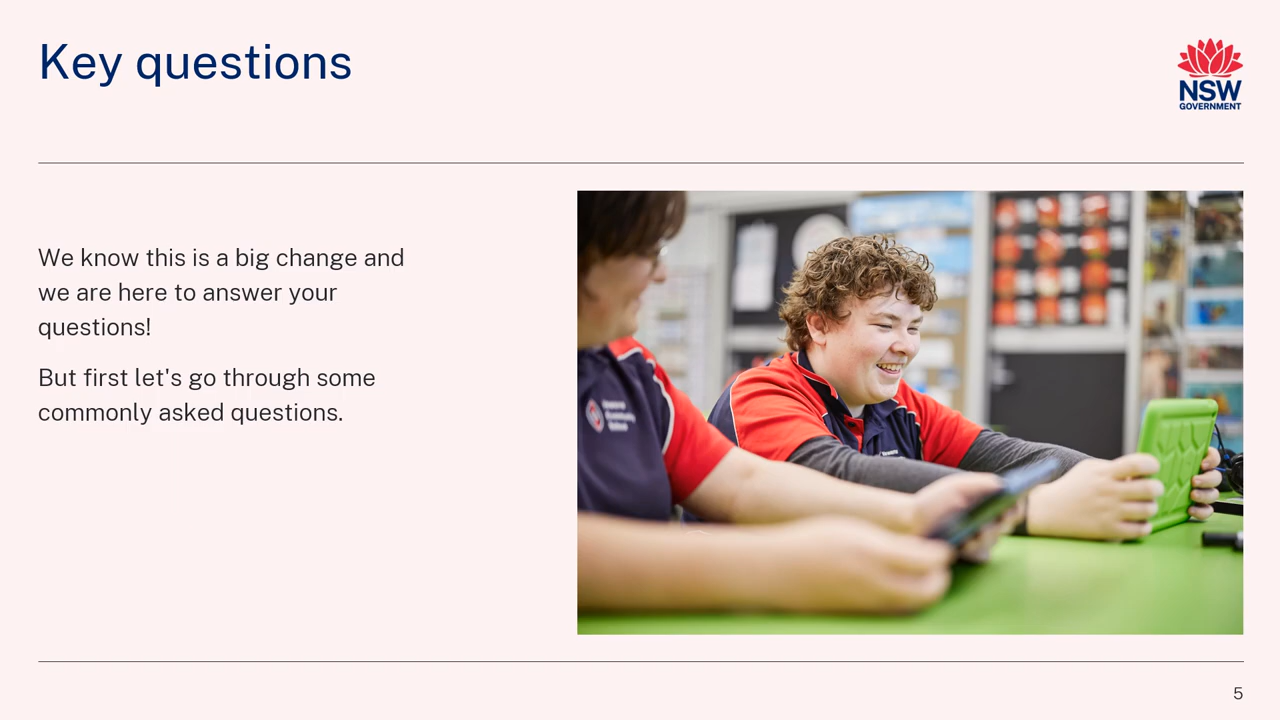 Key questions
NSW
GOVERNMENT
We know this is a big change and
we are here to answer your
questions!
But first let's go through some
commonly asked questions.
5